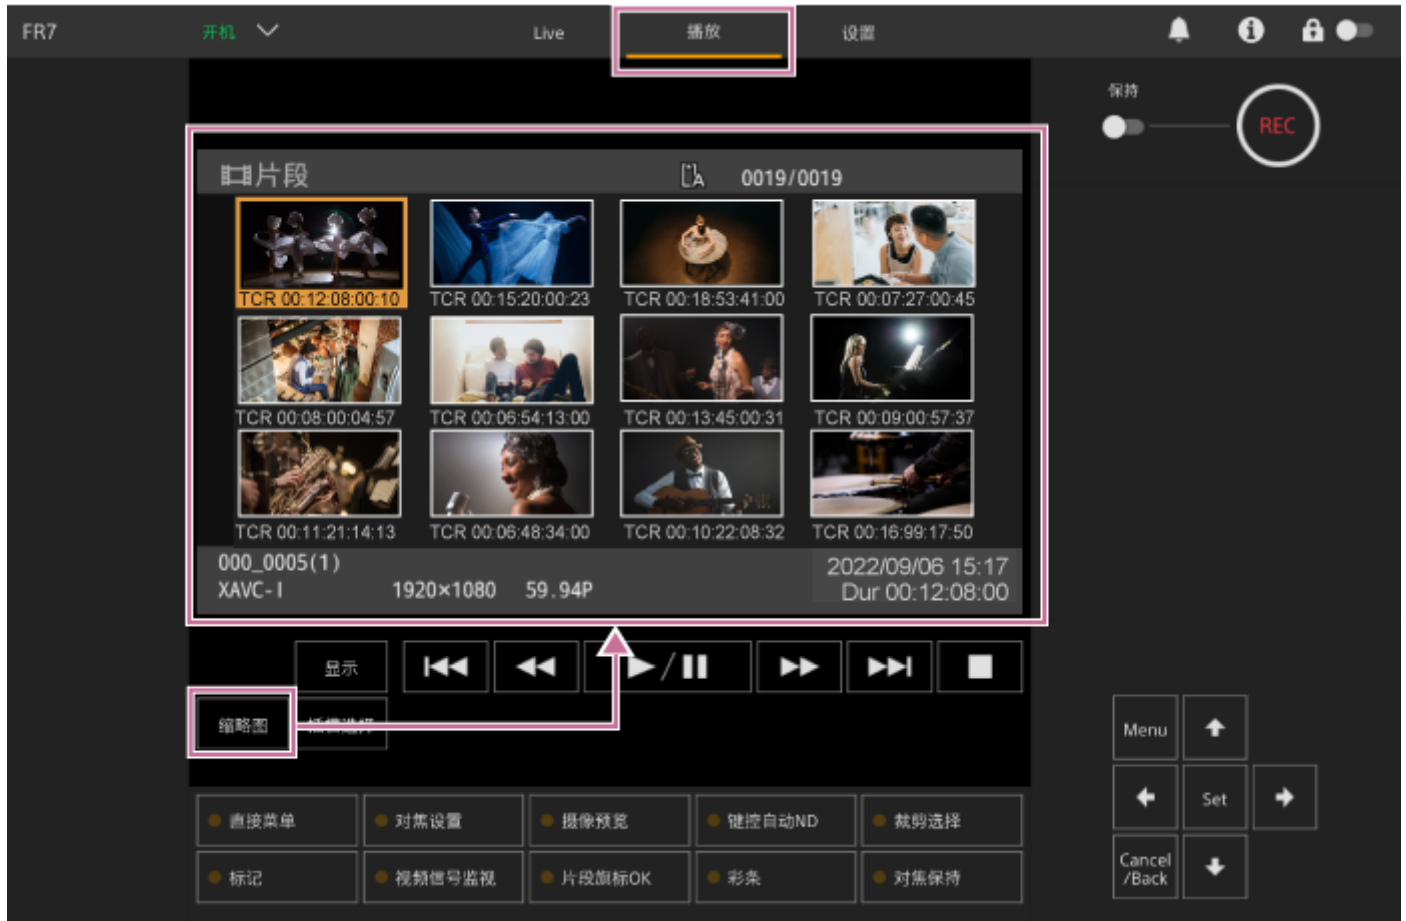 FR7 开机 Live 播放 设置
保持
REC
片段 A 0019/0019
TCR 00:12:08:00:10 TCR 00:15:20:00:23 TCR 00:18:53:41:00 TCR 00:07:27:00:45
TCR 00:08:00:04:57 TCR 00:06:54:13:00 TCR 00:13:45:00:31 TCR 00:09:00:57:37
TCR 00:11:21:14:13 TCR 00:06:48:34:00 TCR 00:10:22:08:32 TCR 00:16:99:17:50
000_0005(1) 2022/09/06 15:17
XAVC-I 1920×1080 59.94P Dur 00:12:08:00
显示
缩略图
Menu
Set
Cancel
/Back
直接菜单 对焦设置 摄像预览 键控自动ND 裁剪选择
标记 视频信号监视 片段旗标OK 彩条 对焦保持